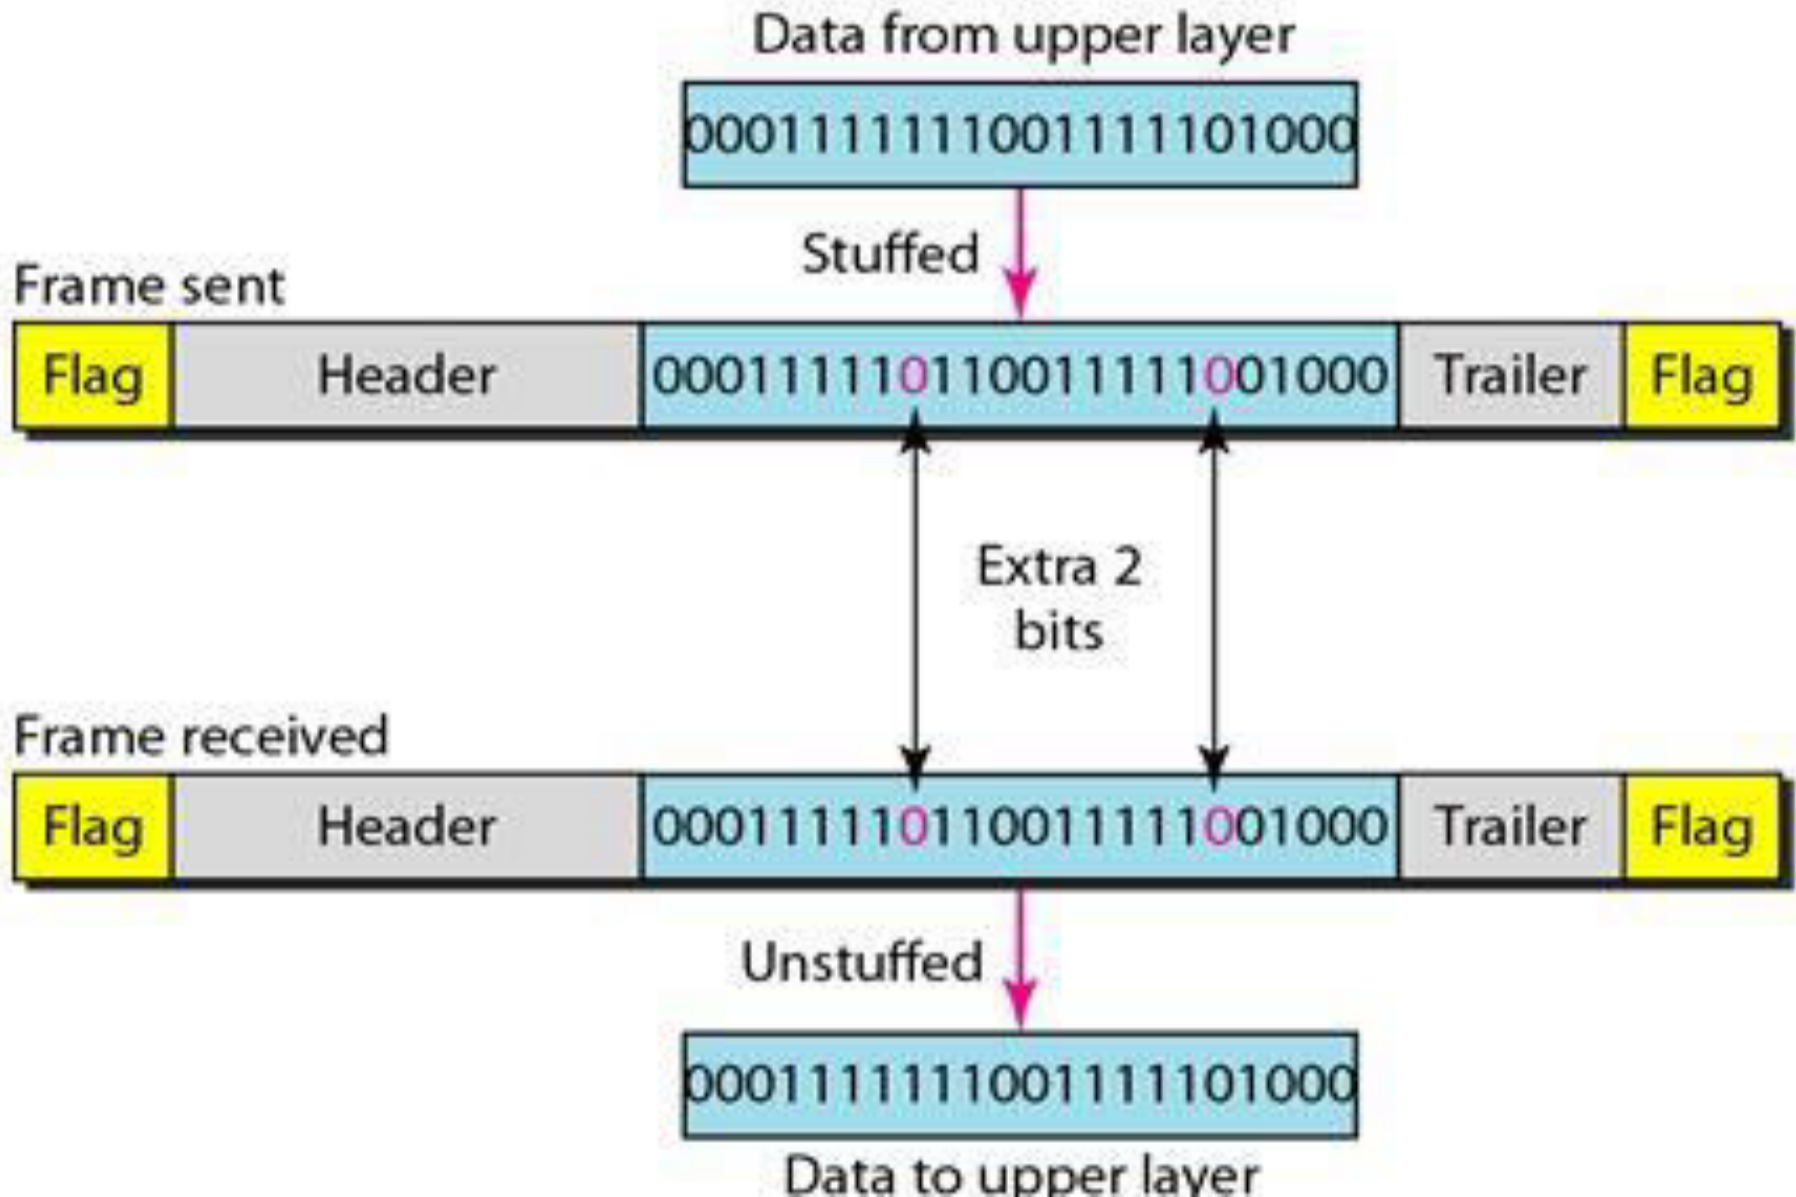 Data from upper layer
0001111111001111101000
Stuffed
Frame sent
Flag Header 000111110110011111001000 Trailer Flag
Extra 2
bits
Frame received
Flag Header 000111110110011111001000 Trailer Flag
Unstuffed
0001111111001111101000
Data to upper layer